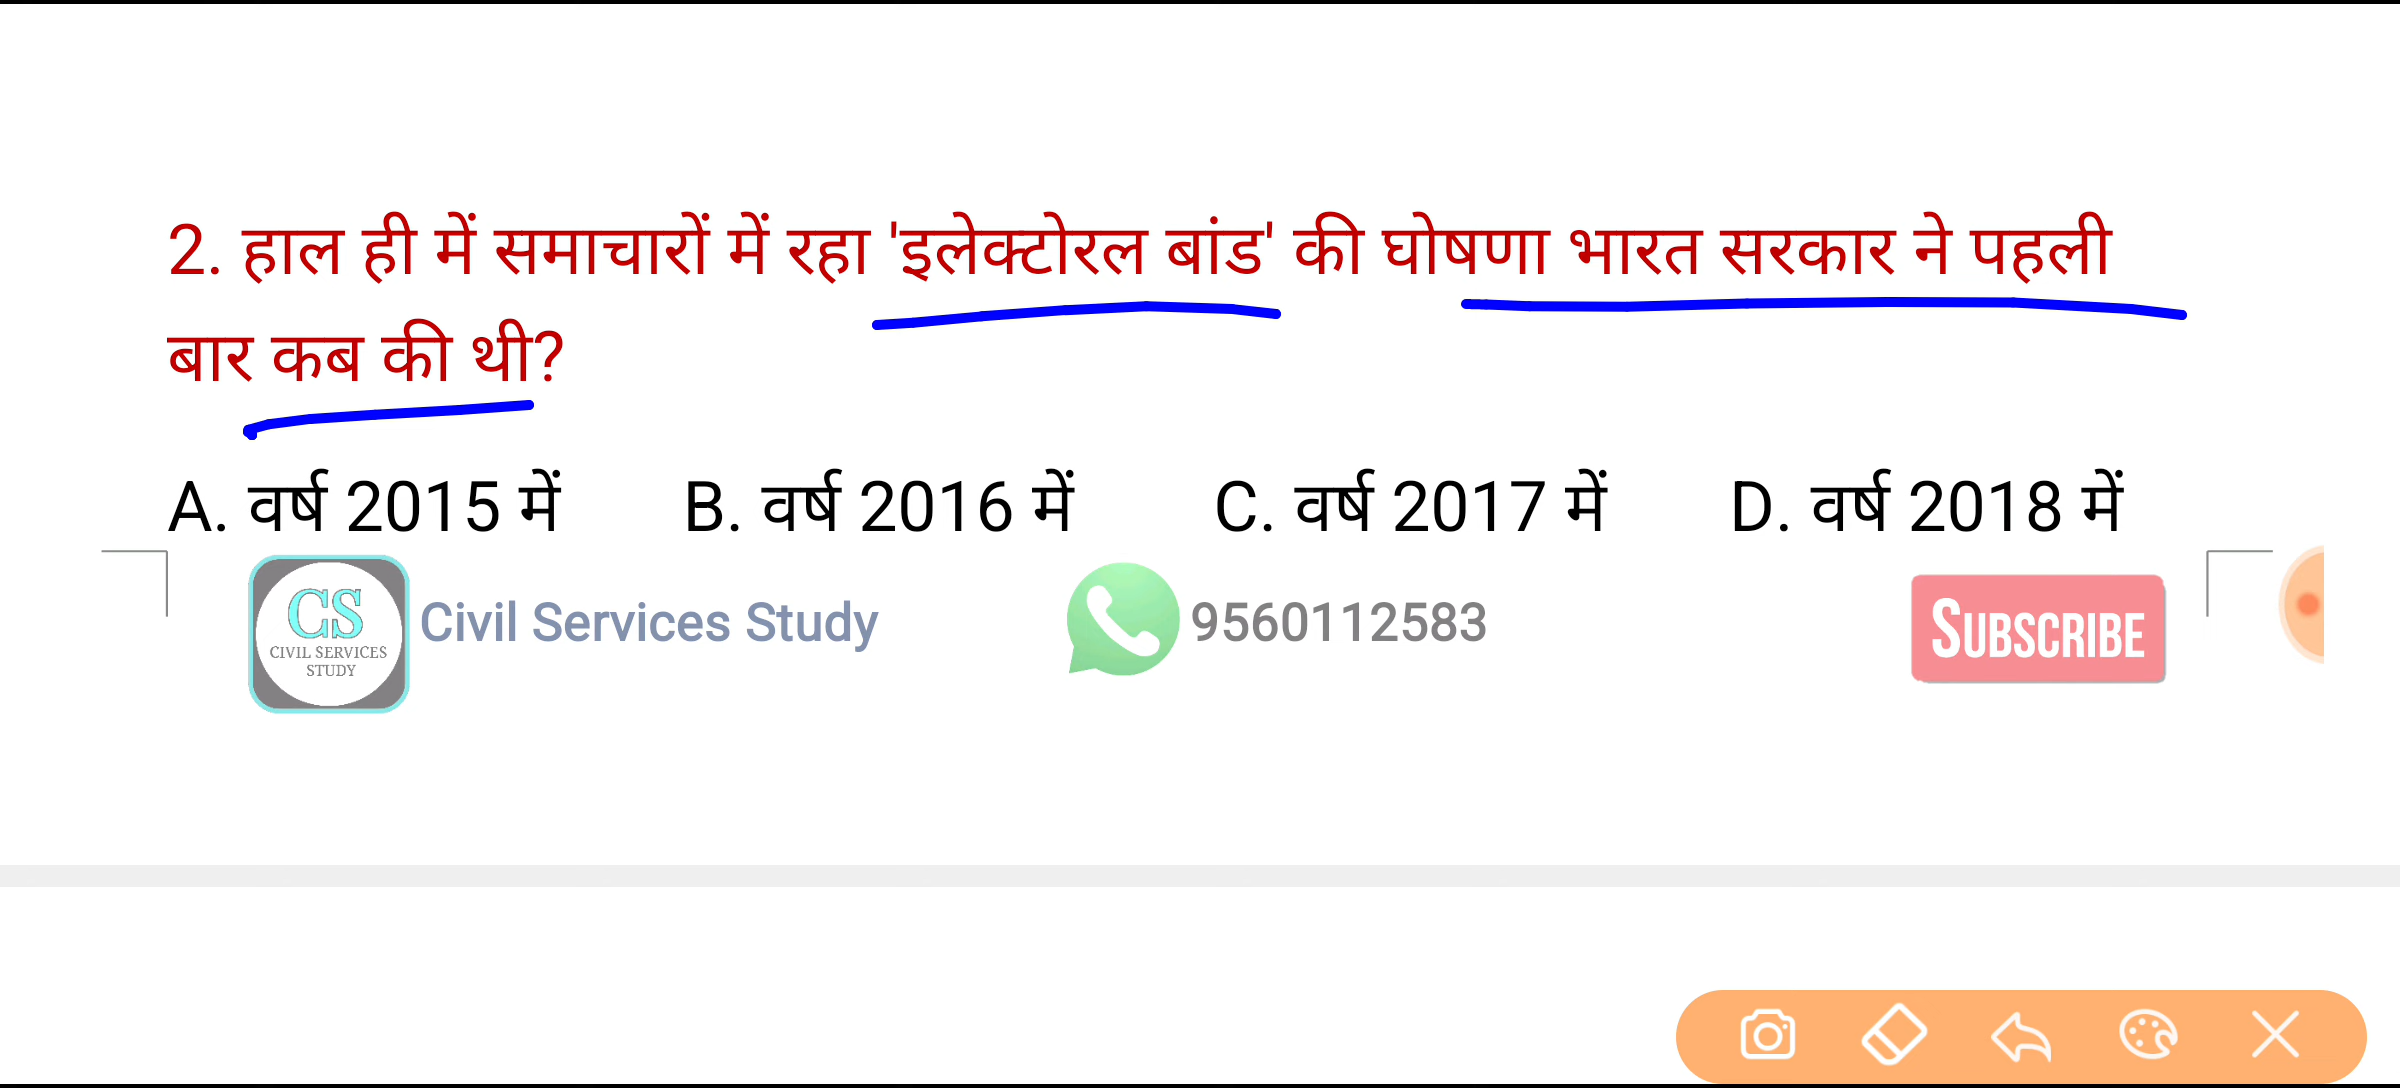 2. हाल ही में समाचारों में रहा 'इलेक्टोरल बांड' की घोषणा भारत सरकार ने पहली
बार कब की थी?
A. वर्ष 2015 में B. वर्ष 2016 में C. वर्ष 2017 में D. वर्ष 2018 में
CS
CIVIL SERVICES
STUDY
Civil Services Study
9560112583
SUBSCRIBE